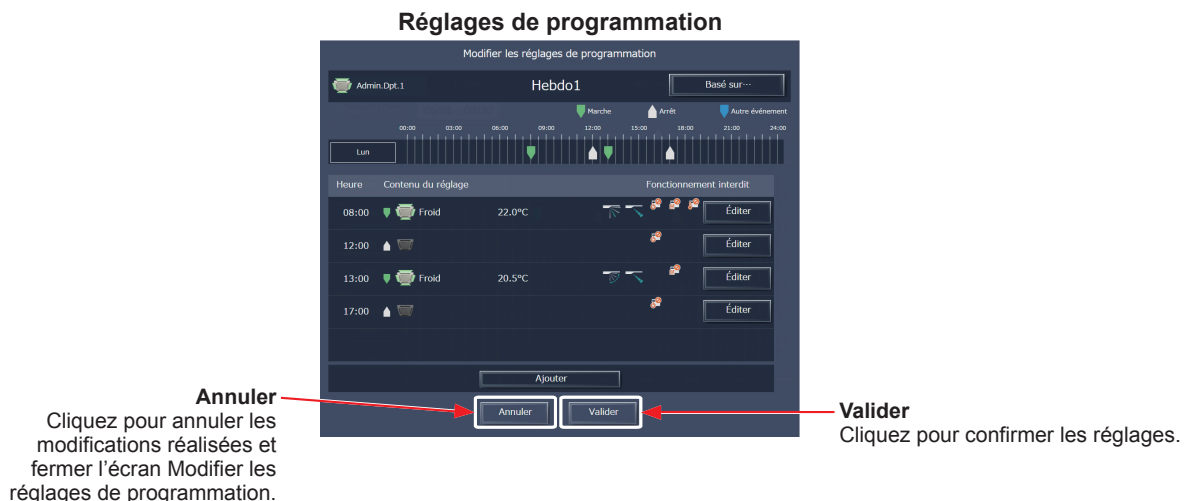 Réglages de programmation
Modifier les réglages de programmation
Admin.Dpt.1
Hebdo1
Basé sur···
Marche
Arrêt
Autre événement
00:00 03:00 06:00 09:00 12:00 15:00 18:00 21:00 24:00
Lun
Heure Contenu du réglage Fonctionnement interdit
08:00 Froid 22.0°C Éditer
12:00 Éditer
13:00 Froid 20.5°C Éditer
17:00 Éditer
Ajouter
Annuler Valider
Annuler
Cliquez pour annuler les
modifications réalisées et
fermer l’écran Modifier les
réglages de programmation.
Valider
Cliquez pour confirmer les réglages.